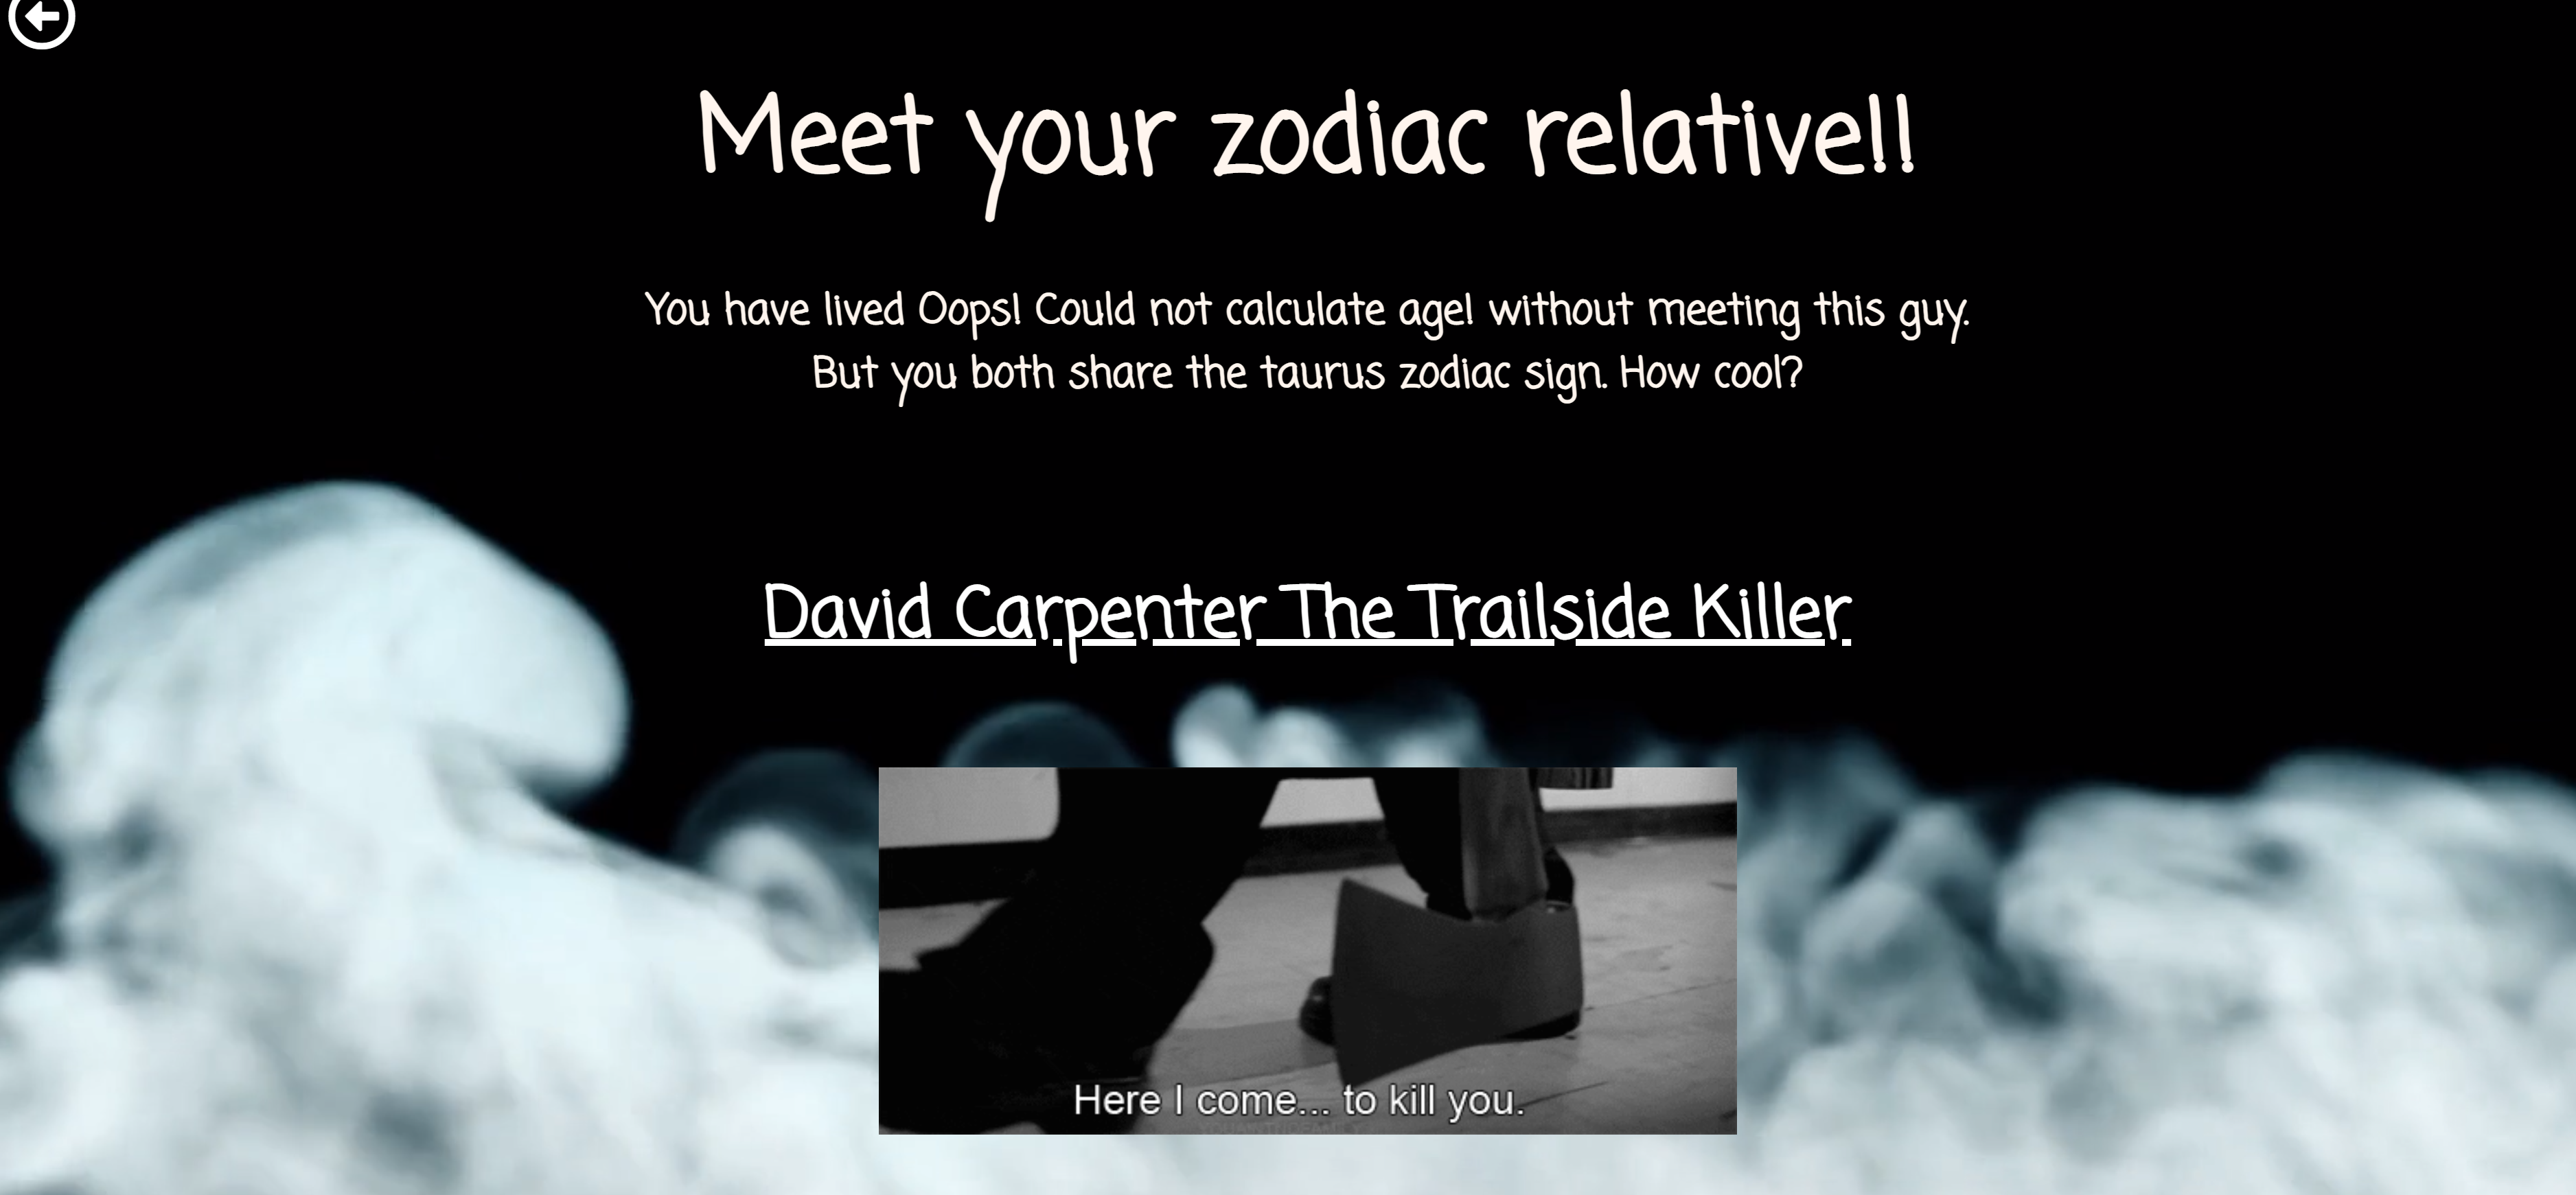 Meet your zodiac relative!!
You have lived Oops! Could not calculate age! without meeting this guy.
But you both share the taurus zodiac sign. How cool?
David Carpenter The Trailside Killer
Here I come... to kill you.